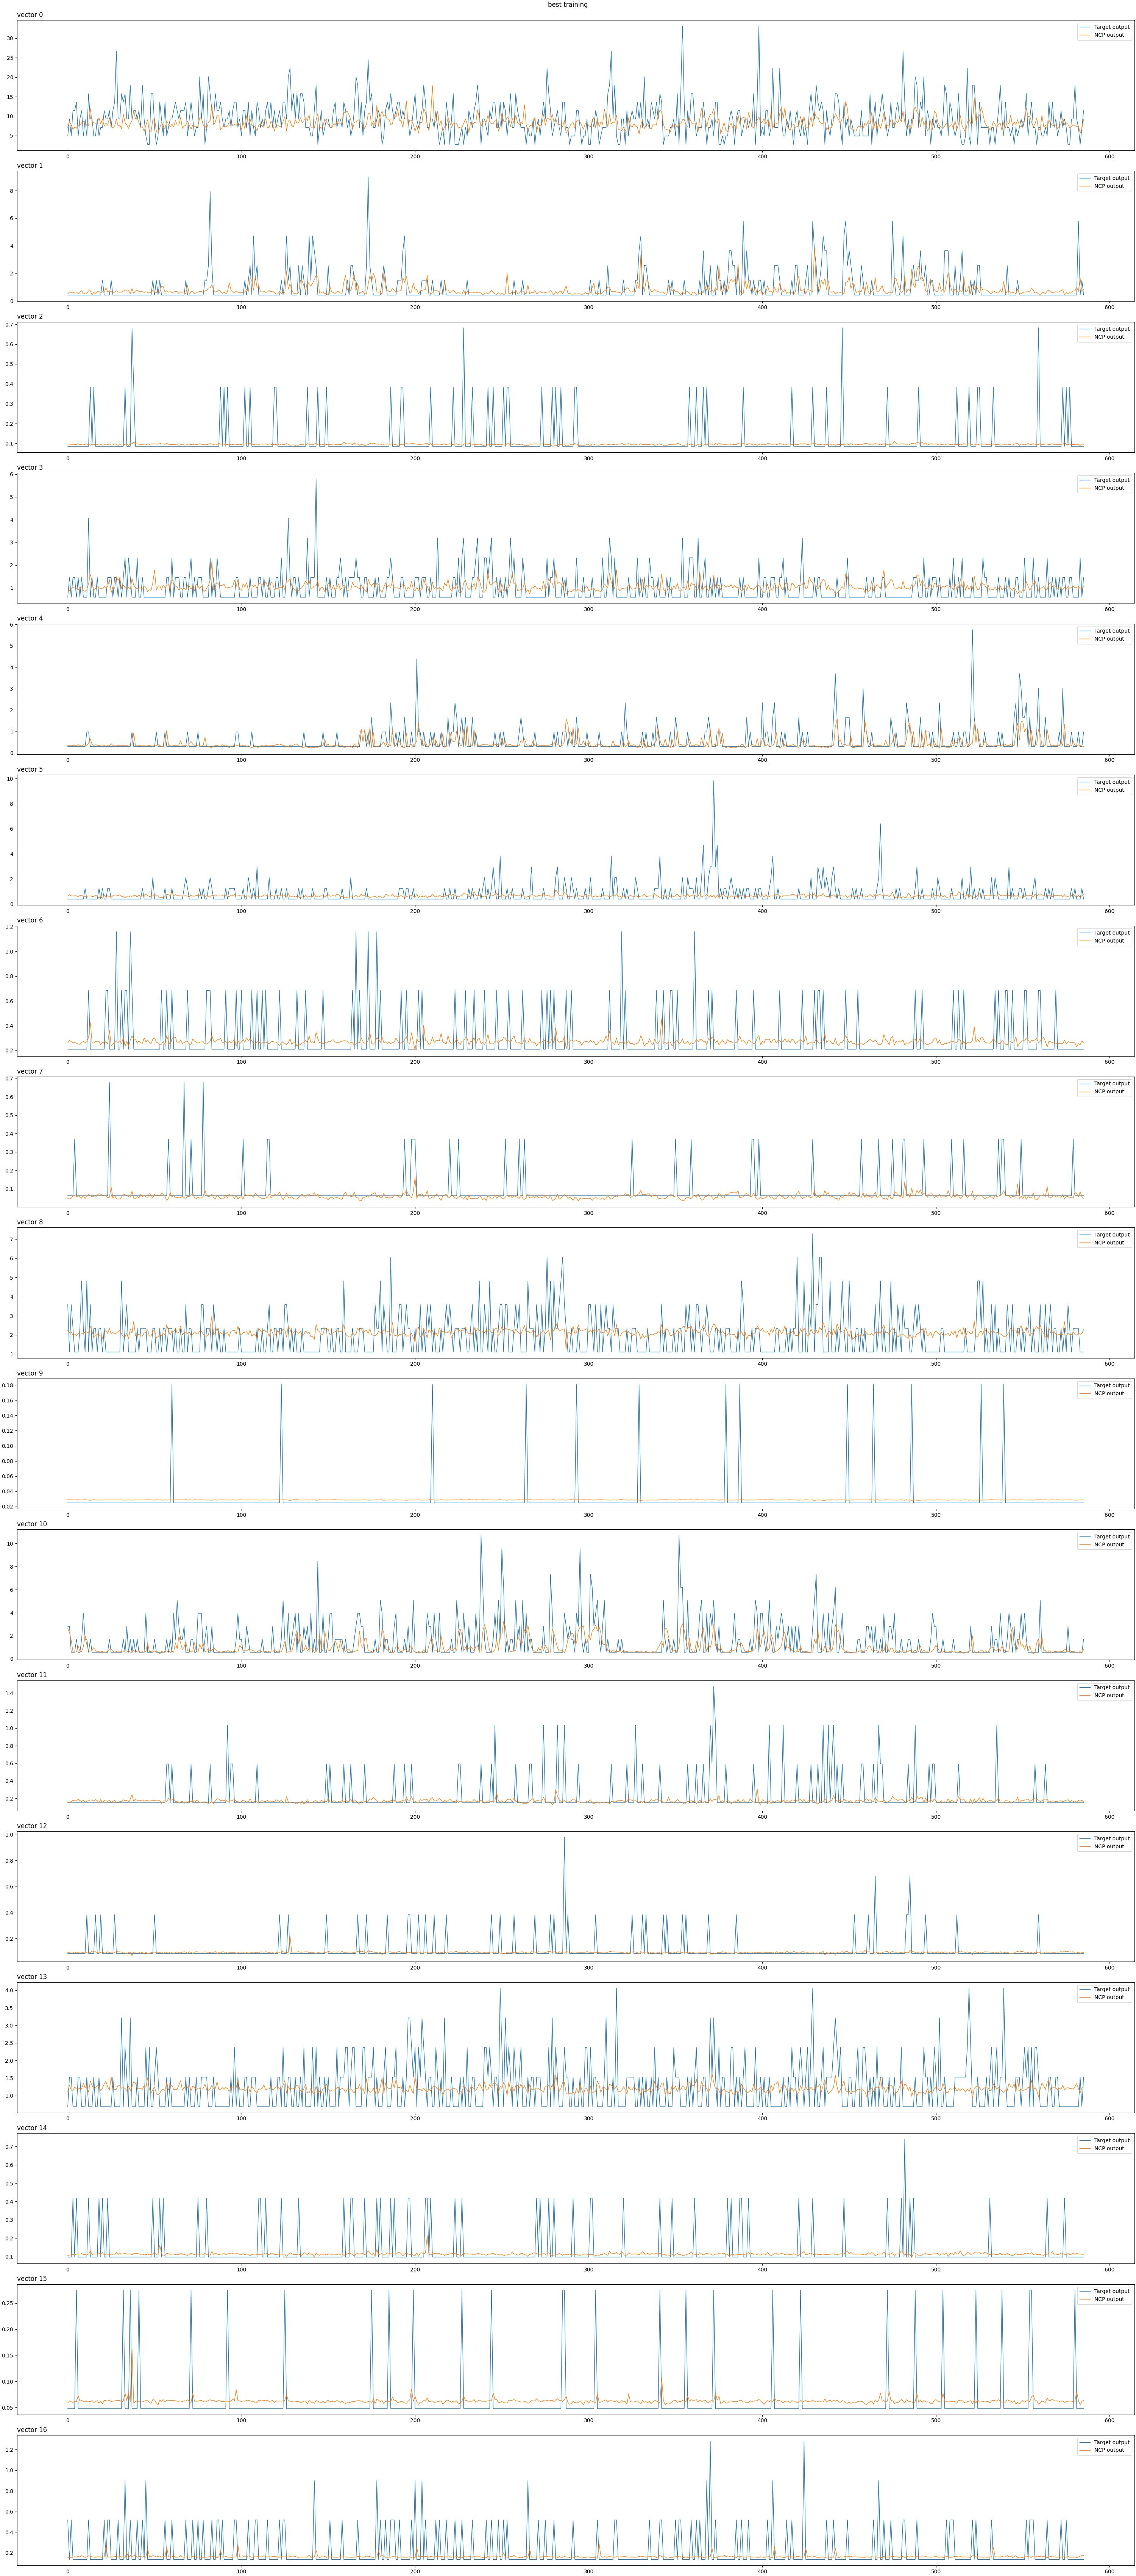 best training
vector 0
Target output
NCP output
30
25
20
15
10
5
0 100 200 300 400 500 600
vector 1
Target output
NCP output
8
6
4
2
0
0 100 200 300 400 500 600
vector 2
Target output
NCP output
0.7
0.6
0.5
0.4
0.3
0.2
0.1
0 100 200 300 400 500 600
vector 3
Target output
NCP output
6
5
4
3
2
1
0 100 200 300 400 500 600
vector 4
Target output
NCP output
6
5
4
3
2
1
0
0 100 200 300 400 500 600
vector 5
Target output
NCP output
10
8
6
4
2
0
0 100 200 300 400 500 600
vector 6
Target output
NCP output
1.2
1.0
0.8
0.6
0.4
0.2
0 100 200 300 400 500 600
vector 7
Target output
NCP output
0.7
0.6
0.5
0.4
0.3
0.2
0.1
0 100 200 300 400 500 600
vector 8
Target output
NCP output
7
6
5
4
3
2
1
0 100 200 300 400 500 600
vector 9
Target output
NCP output
0.18
0.16
0.14
0.12
0.10
0.08
0.06
0.04
0.02
0 100 200 300 400 500 600
vector 10
Target output
NCP output
10
8
6
4
2
0
0 100 200 300 400 500 600
vector 11
Target output
NCP output
1.4
1.2
1.0
0.8
0.6
0.4
0.2
0 100 200 300 400 500 600
vector 12
Target output
NCP output
1.0
0.8
0.6
0.4
0.2
0 100 200 300 400 500 600
vector 13
Target output
NCP output
4.0
3.5
3.0
2.5
2.0
1.5
1.0
0 100 200 300 400 500 600
vector 14
Target output
NCP output
0.7
0.6
0.5
0.4
0.3
0.2
0.1
0 100 200 300 400 500 600
vector 15
Target output
NCP output
0.25
0.20
0.15
0.10
0.05
0 100 200 300 400 500 600
vector 16
Target output
NCP output
1.2
1.0
0.8
0.6
0.4
0.2
0 100 200 300 400 500 600